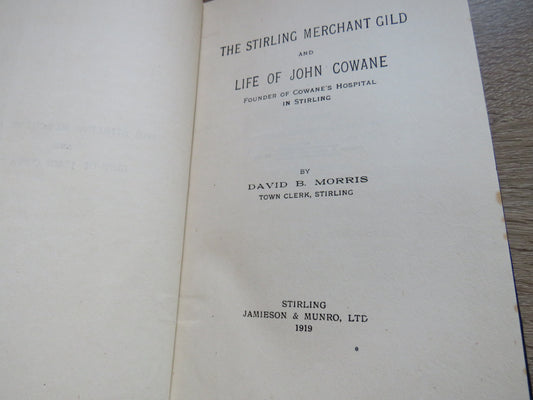 THE STIRLING MERCHANT GILD
AND
LIFE OF JOHN COWANE
FOUNDER OF COWANE'S HOSPITAL
IN STIRLING
BY
DAVID B. MORRIS
TOWN CLERK, STIRLING
STIRLING
JAMIESON & MUNRO, LTD
1919